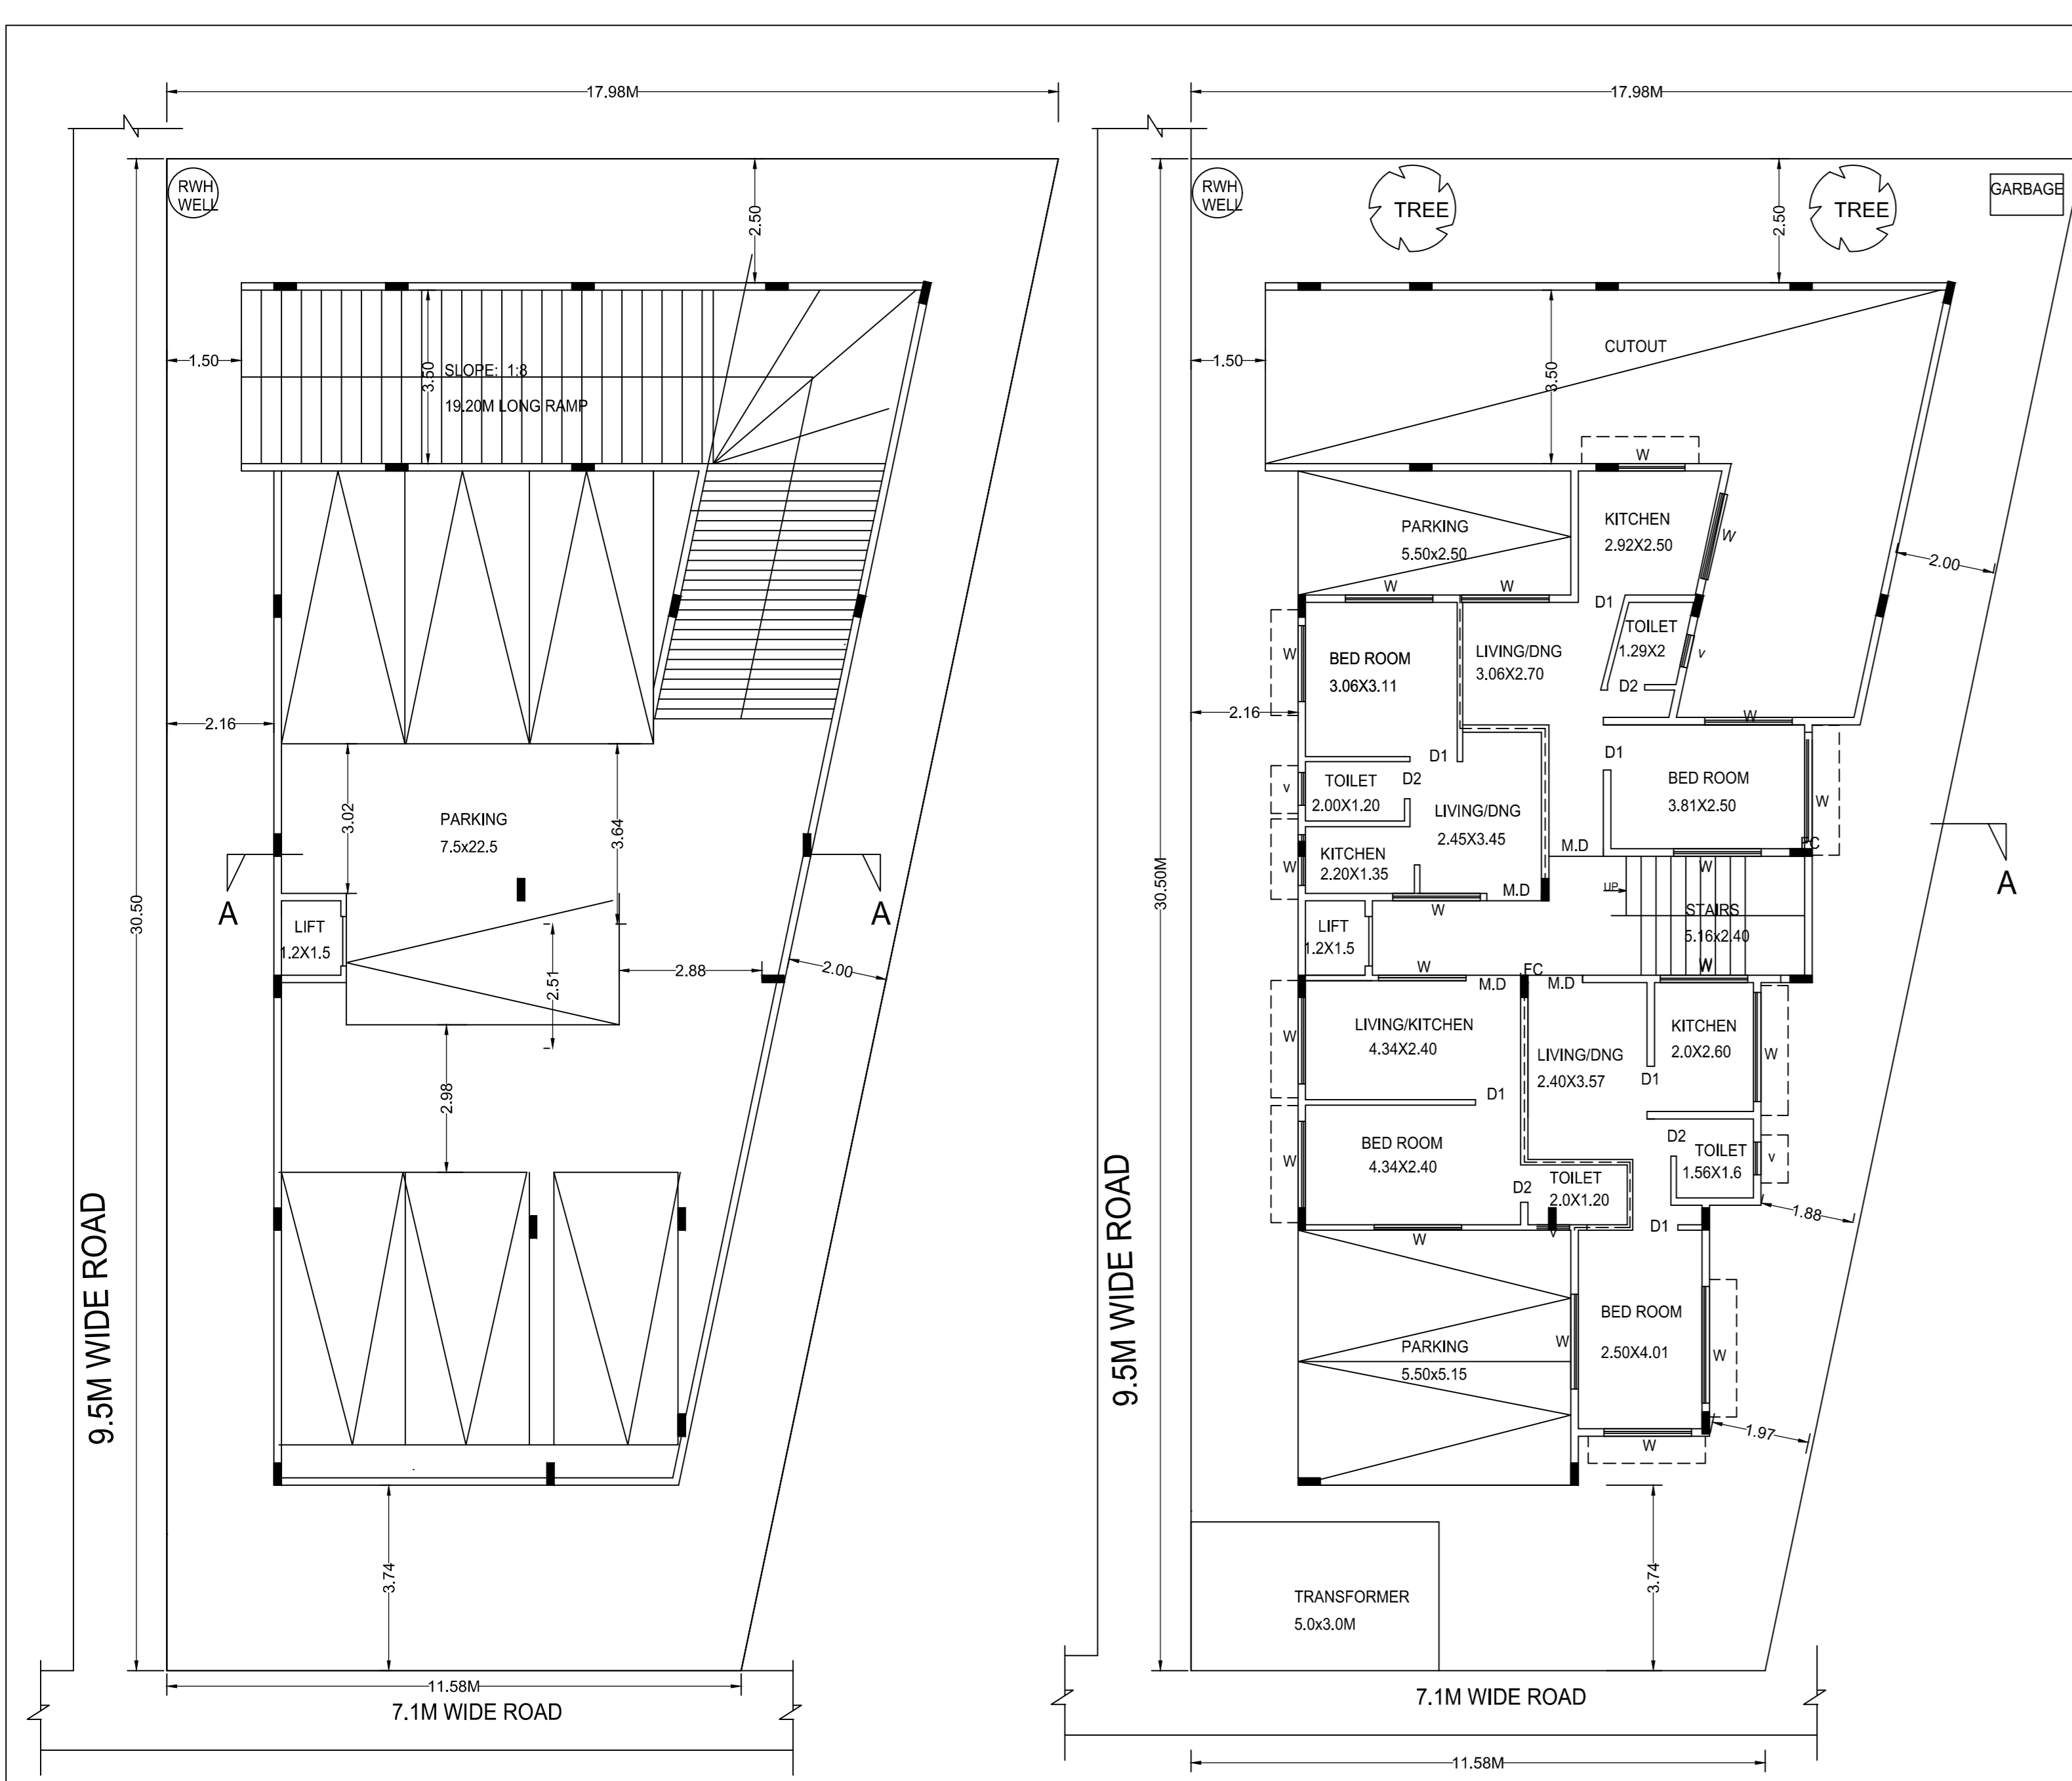 17.98M
RWH
WELL
2.50
1.50
3.50
SLOPE: 1:8
19.20M LONG RAMP
2.16
3.02
PARKING
7.5x22.5
3.64
A
A
30.50
LIFT
1.2X1.5
2.51
2.88
2.00
2.98
9.5M WIDE ROAD
3.74
11.58M
7.1M WIDE ROAD
17.98M
RWH
WELL
TREE
2.50
TREE
GARBAGE
1.50
3.50
CUTOUT
W
PARKING
5.50x2.50
KITCHEN
2.92X2.50
W
2.00
W
W
D1
W
BED ROOM
3.06X3.11
LIVING/DNG
3.06X2.70
TOILET
1.29X2
v
D2
2.16
W
D1
D1
v
TOILET
2.00X1.20
D2
BED ROOM
3.81X2.50
W
LIVING/DNG
2.45X3.45
M.D
FC
W
KITCHEN
2.20X1.35
W
A
M.D
UP
W
STAIRS
5.16x2.40
30.50M
LIFT
1.2X1.5
W
FC
W
M.D
M.D
W
LIVING/KITCHEN
4.34X2.40
KITCHEN
2.0X2.60
W
LIVING/DNG
2.40X3.57
D1
D1
W
BED ROOM
4.34X2.40
D2
TOILET
1.56X1.6
v
D2
TOILET
2.0X1.20
1.88
W
v
D1
BED ROOM
2.50X4.01
W
W
PARKING
5.50x5.15
W
1.97
9.5M WIDE ROAD
TRANSFORMER
5.0x3.0M
3.74
7.1M WIDE ROAD
11.58M